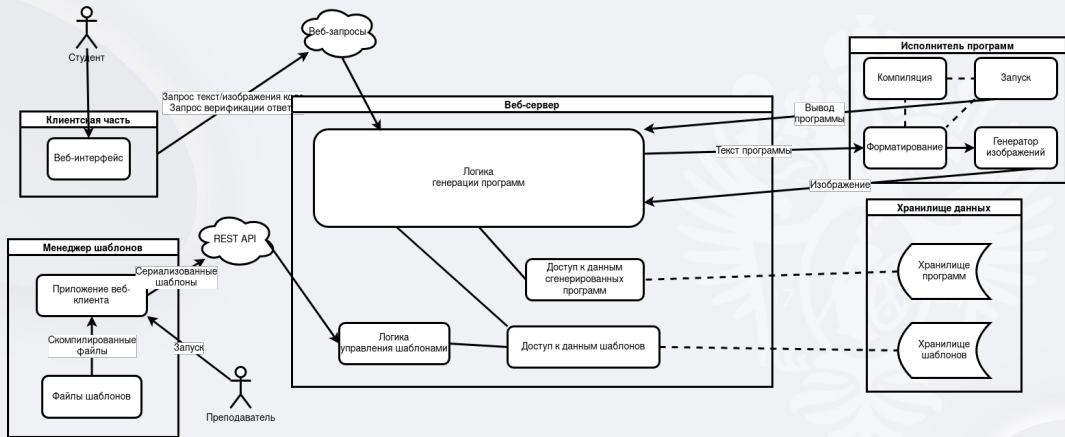 Студент
Веб-запросы
Запрос текст/изображения ко
Запрос верификации ответ
Клиентская часть
Веб-интерфейс
Веб-сервер
Логика
генерации программ
Вывод
программы
Текст программы
Изображение
Исполнитель программ
Компиляция
Запуск
Форматирование
Генератор
изображений
Хранилище данных
Хранилище
программ
Хранилище
шаблонов
Доступ к данным
сгенерированных
программ
Логика
управления шаблонами
Доступ к данным шаблонов
REST API
Менеджер шаблонов
Сериализованные
шаблоны
Приложение веб-
клиента
Скомпилированные
файлы
Запуск
Файлы шаблонов
Преподаватель